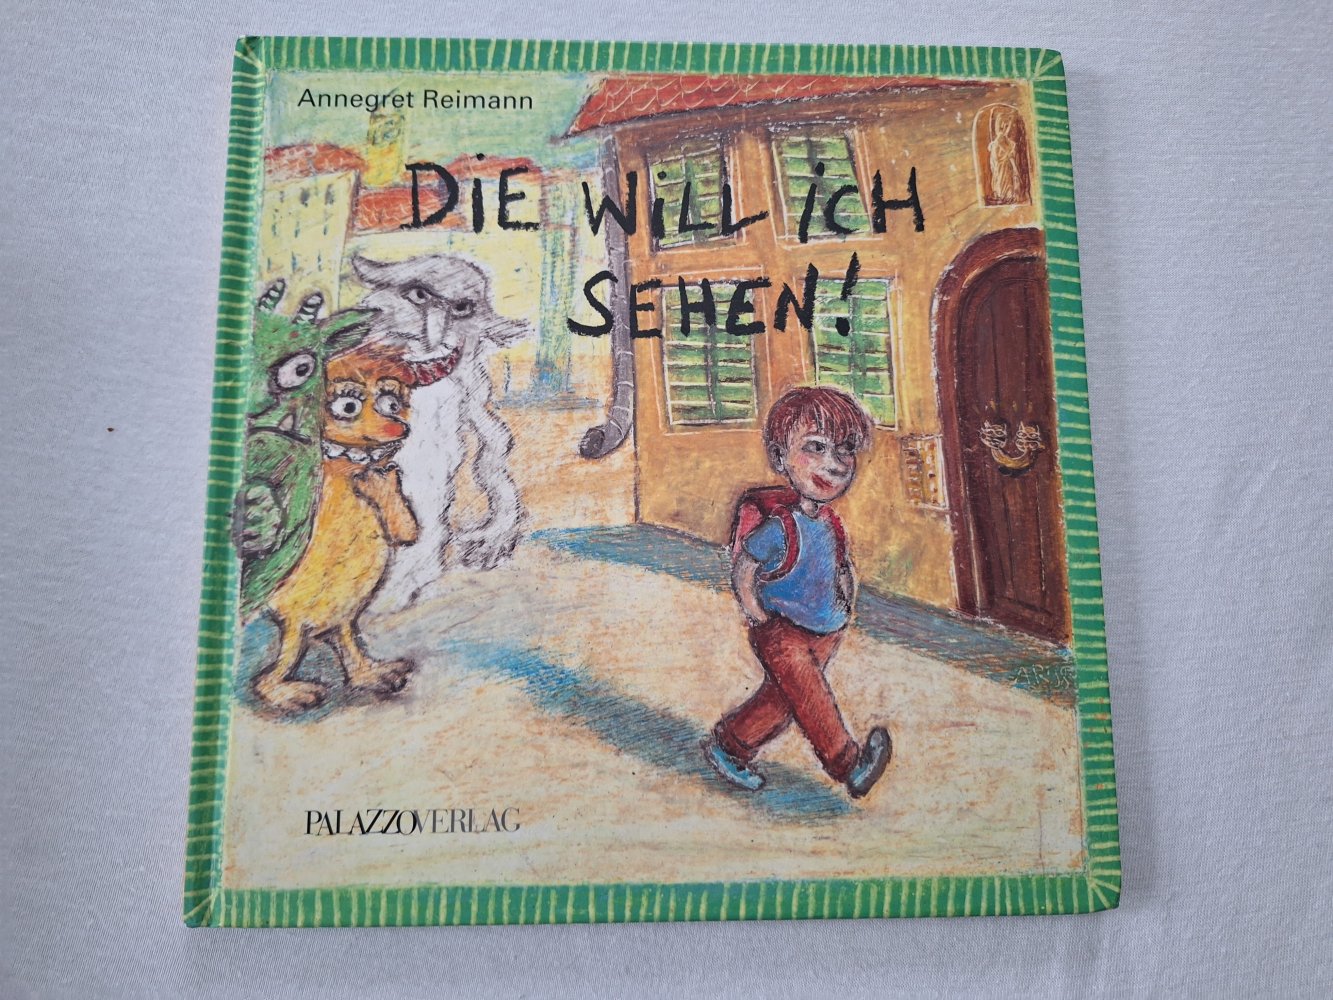 Annegret Reimann
DiE WiLL iCH
SEHEN!
PALAZZOVERLAG